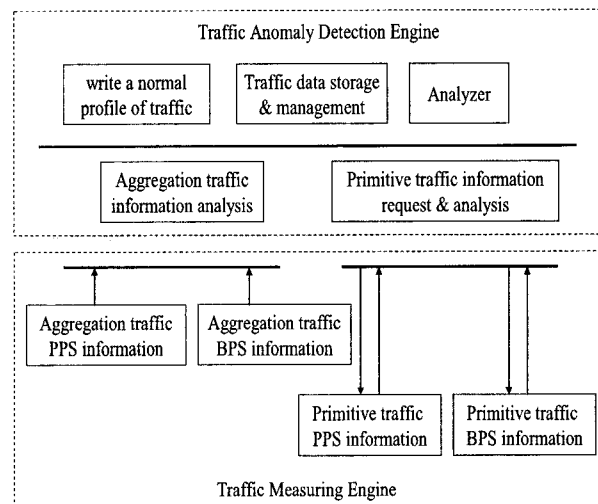 Traffic Anomaly Detection Engine
write a normal
profile of traffic
Traffic data storage
& management
Analyzer
Aggregation traffic
information analysis
Primitive traffic information
request & analysis
Aggregation traffic
PPS information
Aggregation traffic
BPS information
Primitive traffic
PPS information
Primitive traffic
BPS information
Traffic Measuring Engine